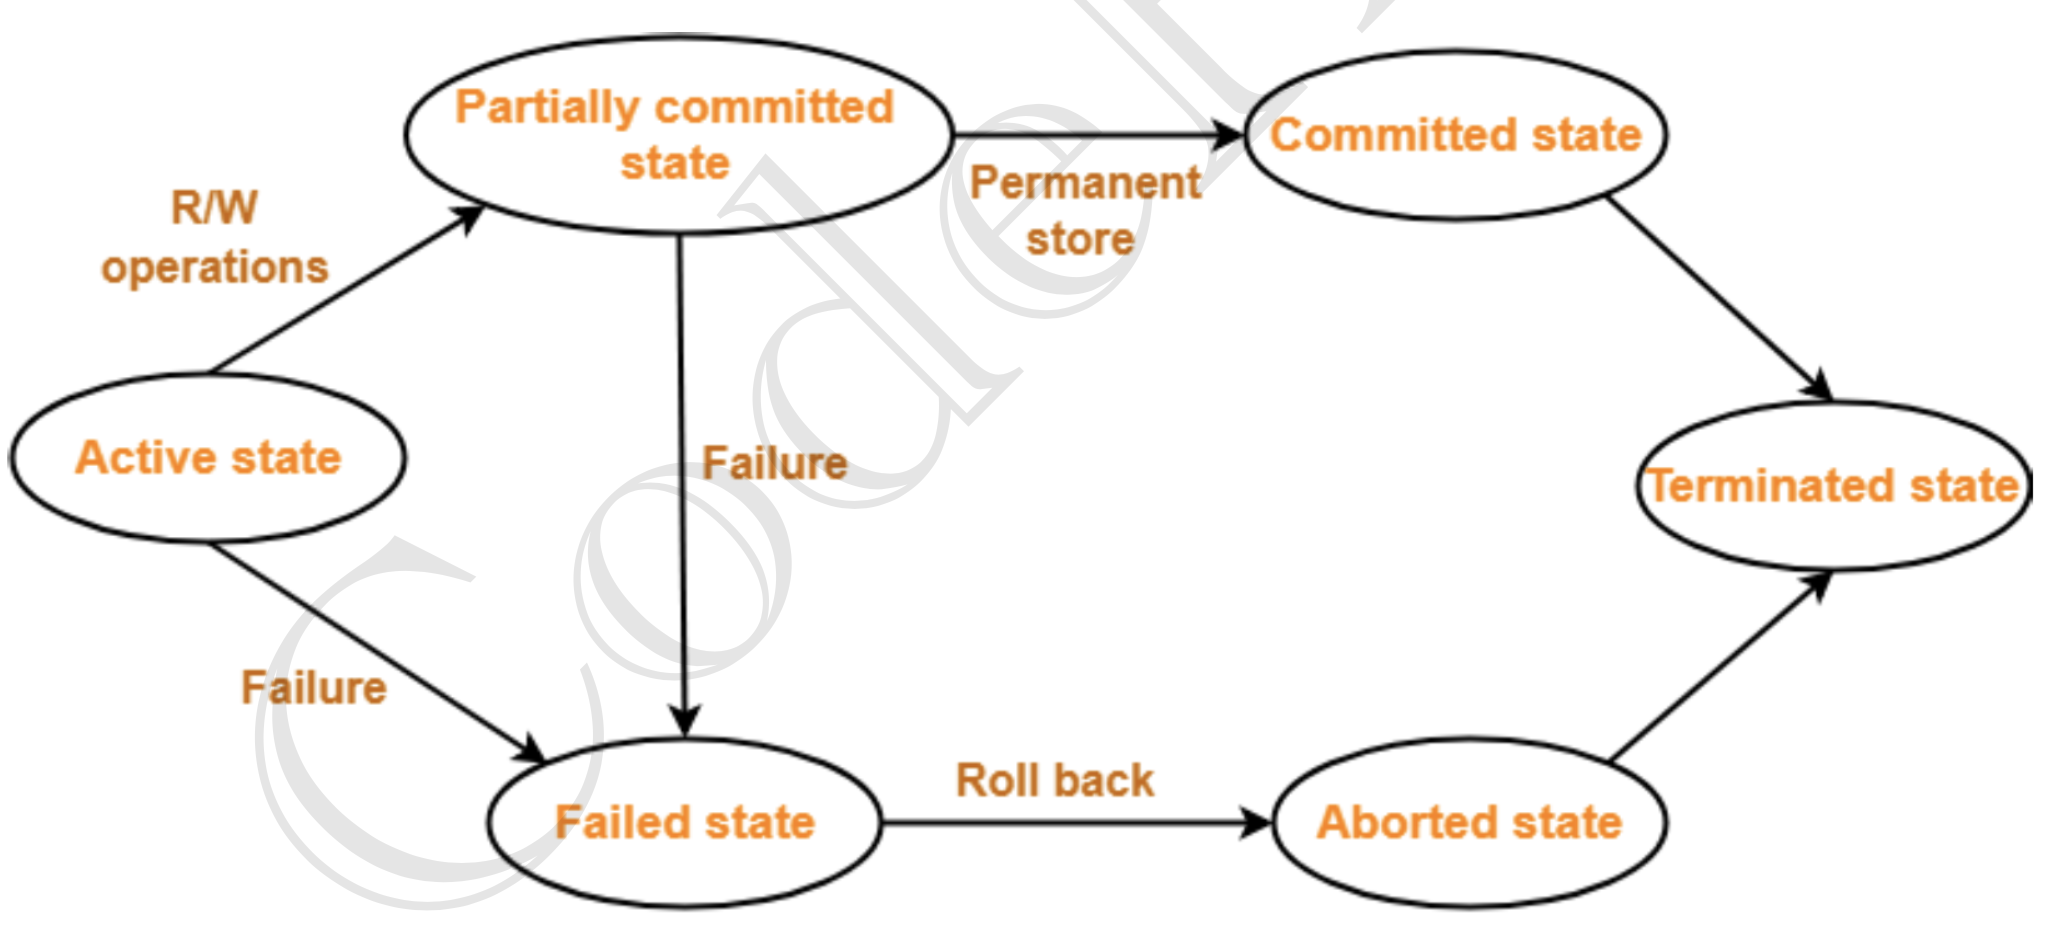 Partially committed
state
Committed state
Permanent
store
R/W
operations
Active state
Failure
Terminated state
Failure
Roll back
Failed state
Aborted state